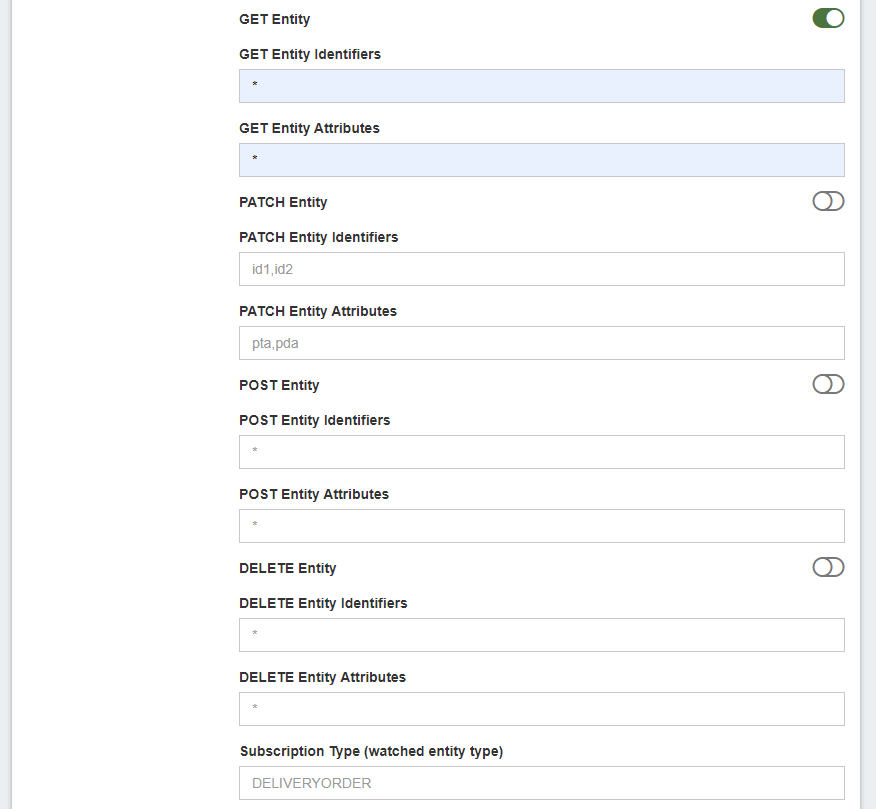 GET Entity
GET Entity Identifiers
*
GET Entity Attributes
*
PATCH Entity
PATCH Entity Identifiers
id1,id2
PATCH Entity Attributes
pta,pda
POST Entity
POST Entity Identifiers
*
POST Entity Attributes
*
DELETE Entity
DELETE Entity Identifiers
*
DELETE Entity Attributes
*
Subscription Type (watched entity type)
DELIVERYORDER